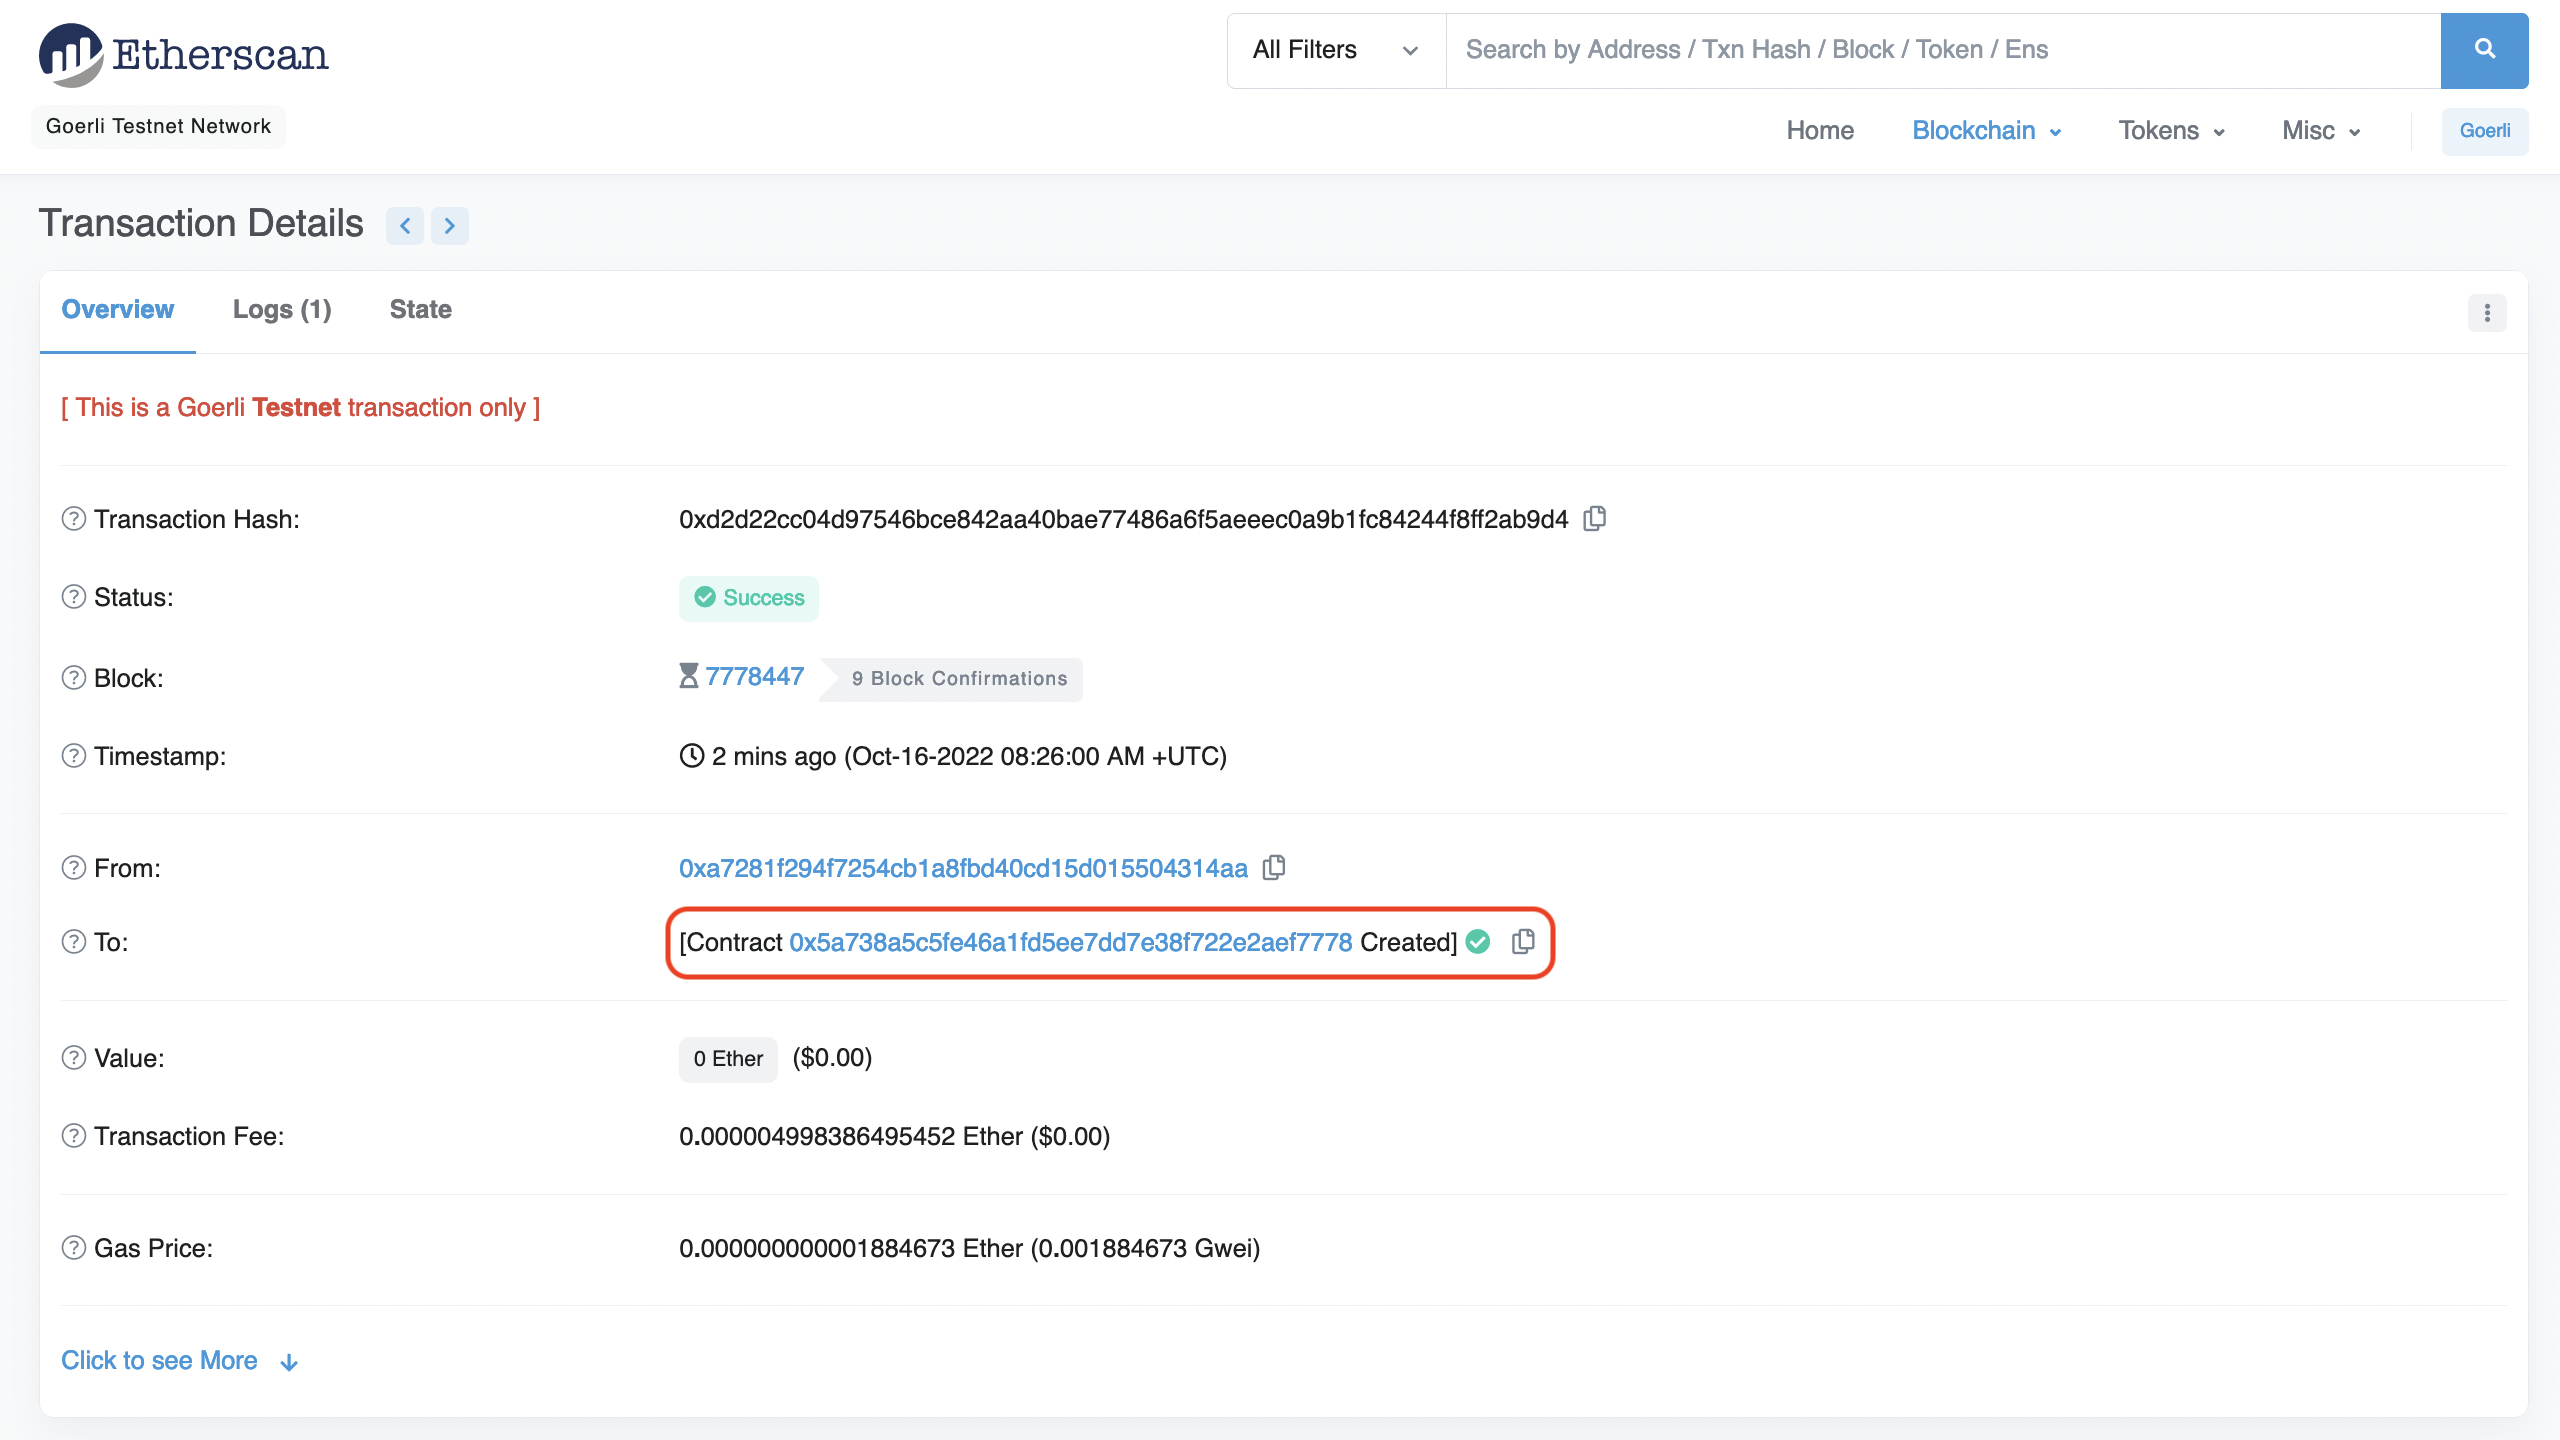 Etherscan
All Filters
Search by Address / Txn Hash / Block / Token / Ens
Goerli Testnet Network
Home Blockchain Tokens Misc Goerli
Transaction Details
Overview Logs (1) State
[ This is a Goerli Testnet transaction only ]
Transaction Hash: 0xd2d22cc04d97546bce842aa40bae77486a6f5aeeec0a9b1fc84244f8ff2ab9d4
Status: Success
Block: 7778447 9 Block Confirmations
Timestamp: 2 mins ago (Oct-16-2022 08:26:00 AM +UTC)
From: 0xa7281f294f7254cb1a8fbd40cd15d015504314aa
To: [Contract 0x5a738a5c5fe46a1fd5ee7dd7e38f722e2aef7778 Created]
Value: 0 Ether ($0.00)
Transaction Fee: 0.000004998386495452 Ether ($0.00)
Gas Price: 0.000000000001884673 Ether (0.001884673 Gwei)
Click to see More